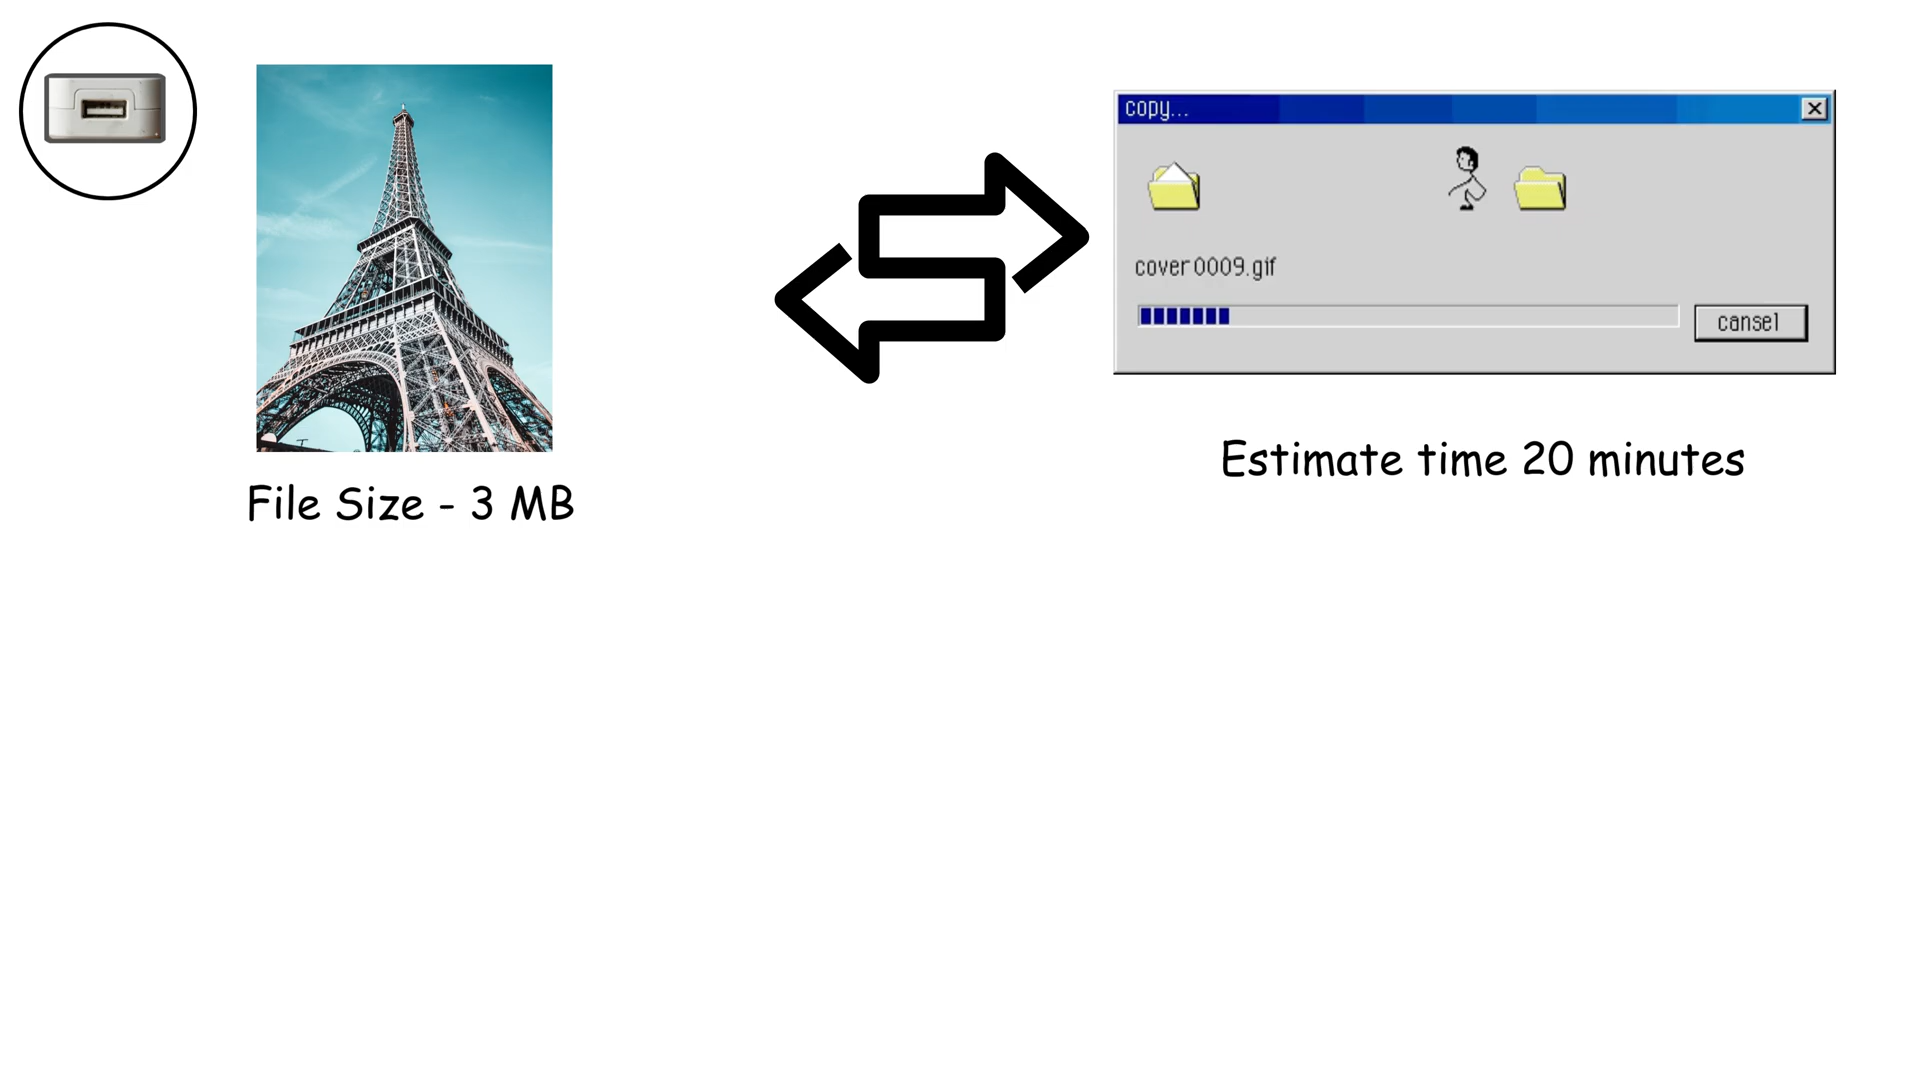 copy...
cover0009.gif
cansel
Estimate time 20 minutes
File Size - 3 MB